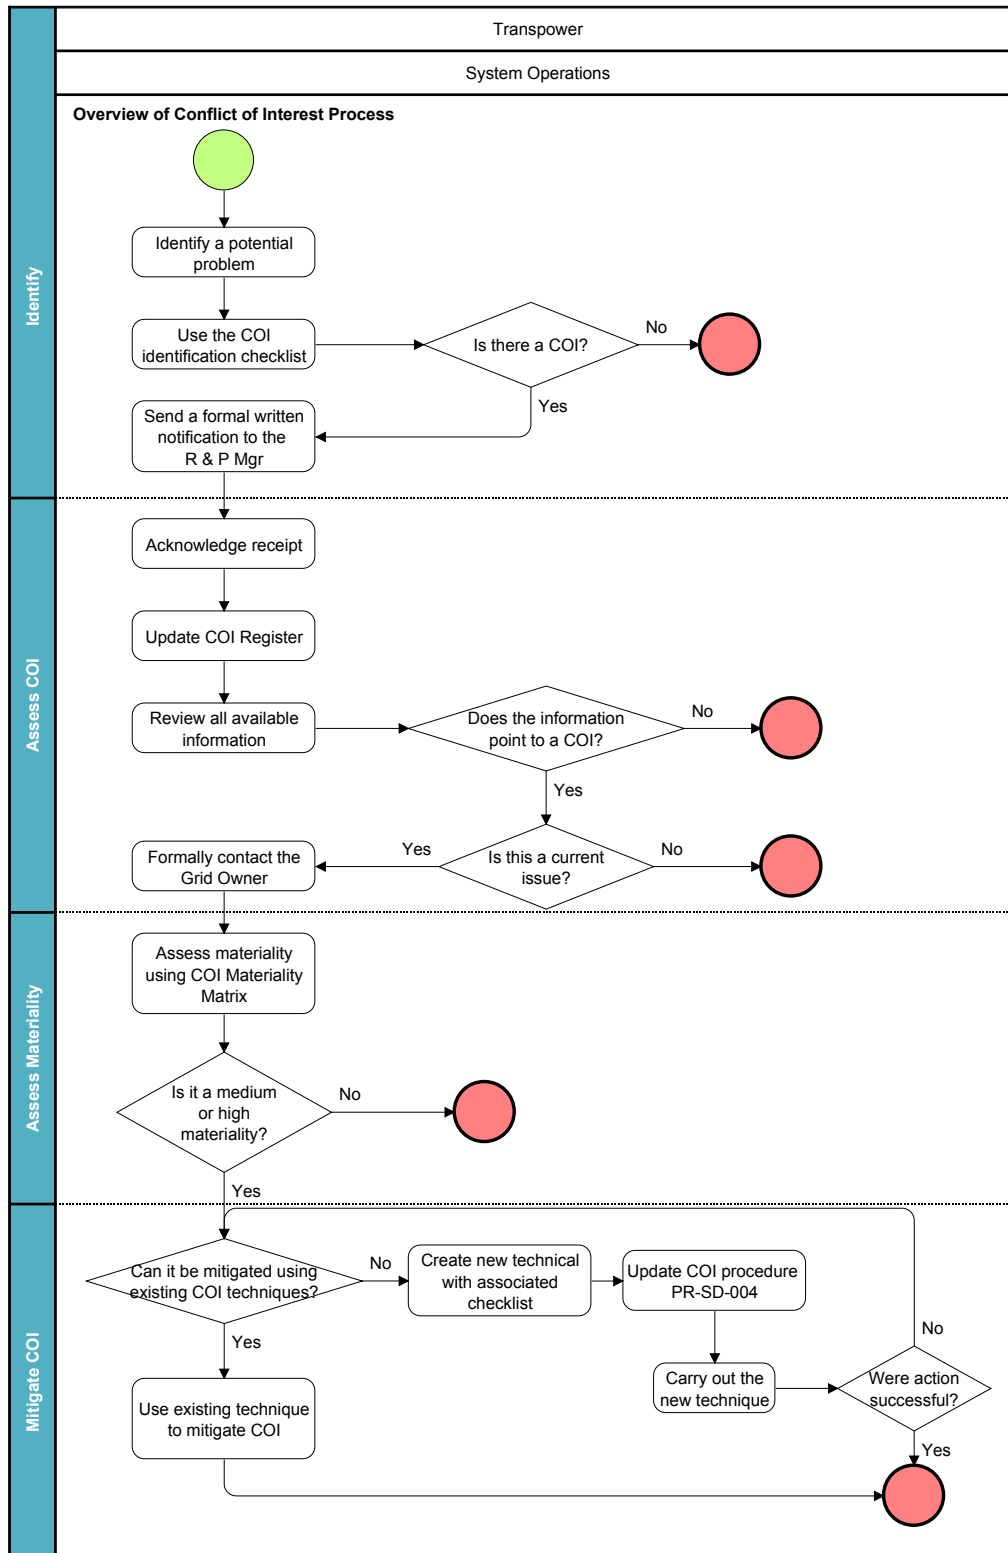 Transpower
System Operations
Overview of Conflict of Interest Process
Identify
Identify a potential
problem
Use the COI
identification checklist
Is there a COI?
No
Yes
Send a formal written
notification to the
R & P Mgr
Assess COI
Acknowledge receipt
Update COI Register
Review all available
information
Does the information
point to a COI?
No
Yes
Is this a current
issue?
Yes
No
Formally contact the
Grid Owner
Assess Materiality
Assess materiality
using COI Materiality
Matrix
Is it a medium
or high
materiality?
No
Yes
Mitigate COI
Can it be mitigated using
existing COI techniques?
No
Create new technical
with associated
checklist
Update COI procedure
PR-SD-004
Yes
Use existing technique
to mitigate COI
Carry out the
new technique
Were action
successful?
No
Yes